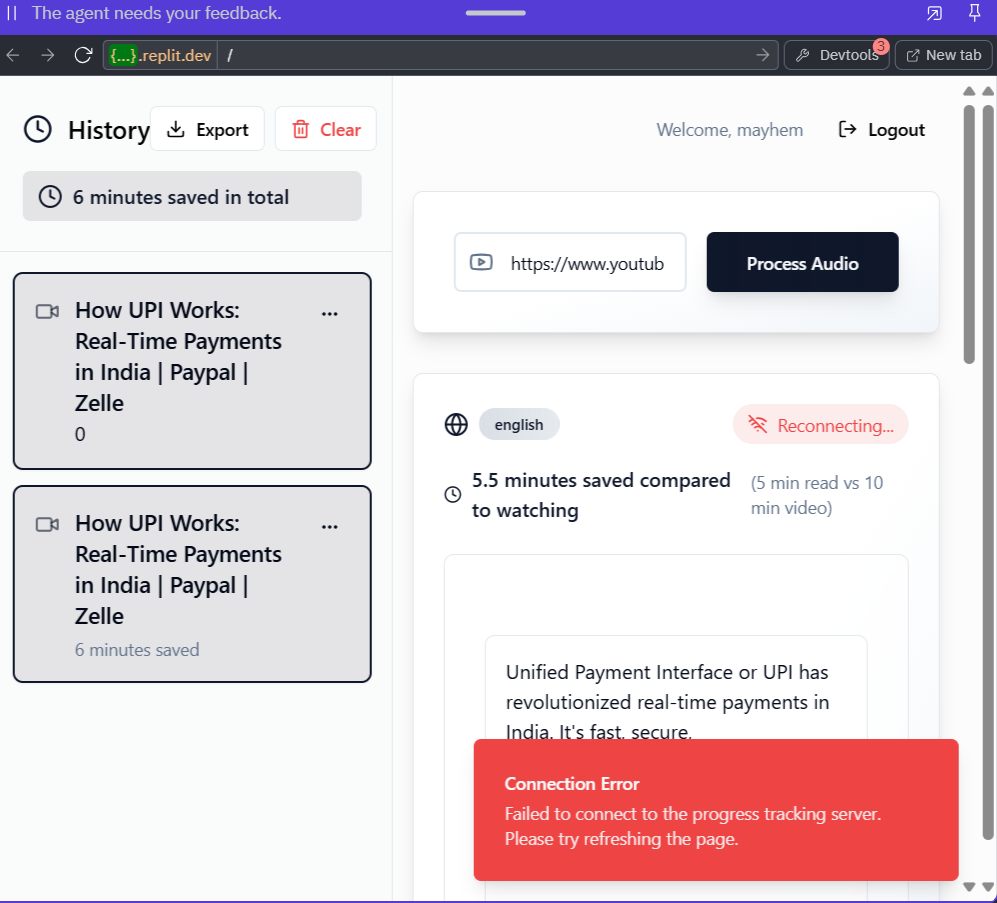 The agent needs your feedback.
{...}.replit.dev /
Devtools 3
New tab
History
Export
Clear
6 minutes saved in total
How UPI Works:
Real-Time Payments
in India | Paypal |
Zelle
0
How UPI Works:
Real-Time Payments
in India | Paypal |
Zelle
6 minutes saved
Welcome, mayhem
Logout
https://www.youtub
Process Audio
english
Reconnecting...
5.5 minutes saved compared
to watching
(5 min read vs 10
min video)
Unified Payment Interface or UPI has
revolutionized real-time payments in
India. It's fast, secure,
Connection Error
Failed to connect to the progress tracking server.
Please try refreshing the page.